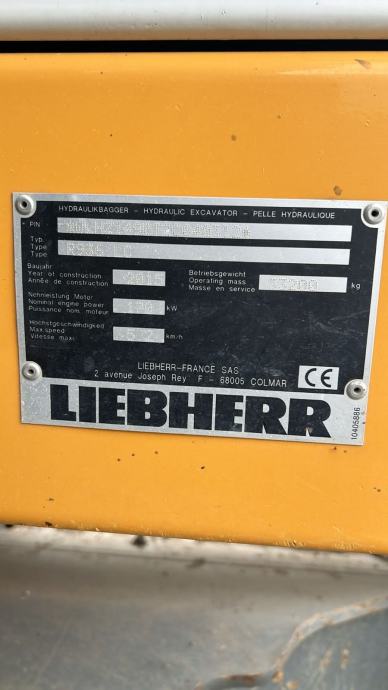 HYDRAULIKBAGGER - HYDRAULIC EXCAVATOR - PELLE HYDRAULIQUE
PIN
Typ.
Type
Type
Baujahr
Year of construction 2015
Année de construction
Betriebsgewicht
Operating mass kg
Masse en service
Nennleistung Motor
Nominal engine power kW
Puissance nom. moteur
Höchstgeschwindigkeit
Max.speed km/h
Vitesse maxi.
LIEBHERR-FRANCE SAS
2 avenue Joseph Rey F - 68005 COLMAR
CE
LIEBHERR
10405886